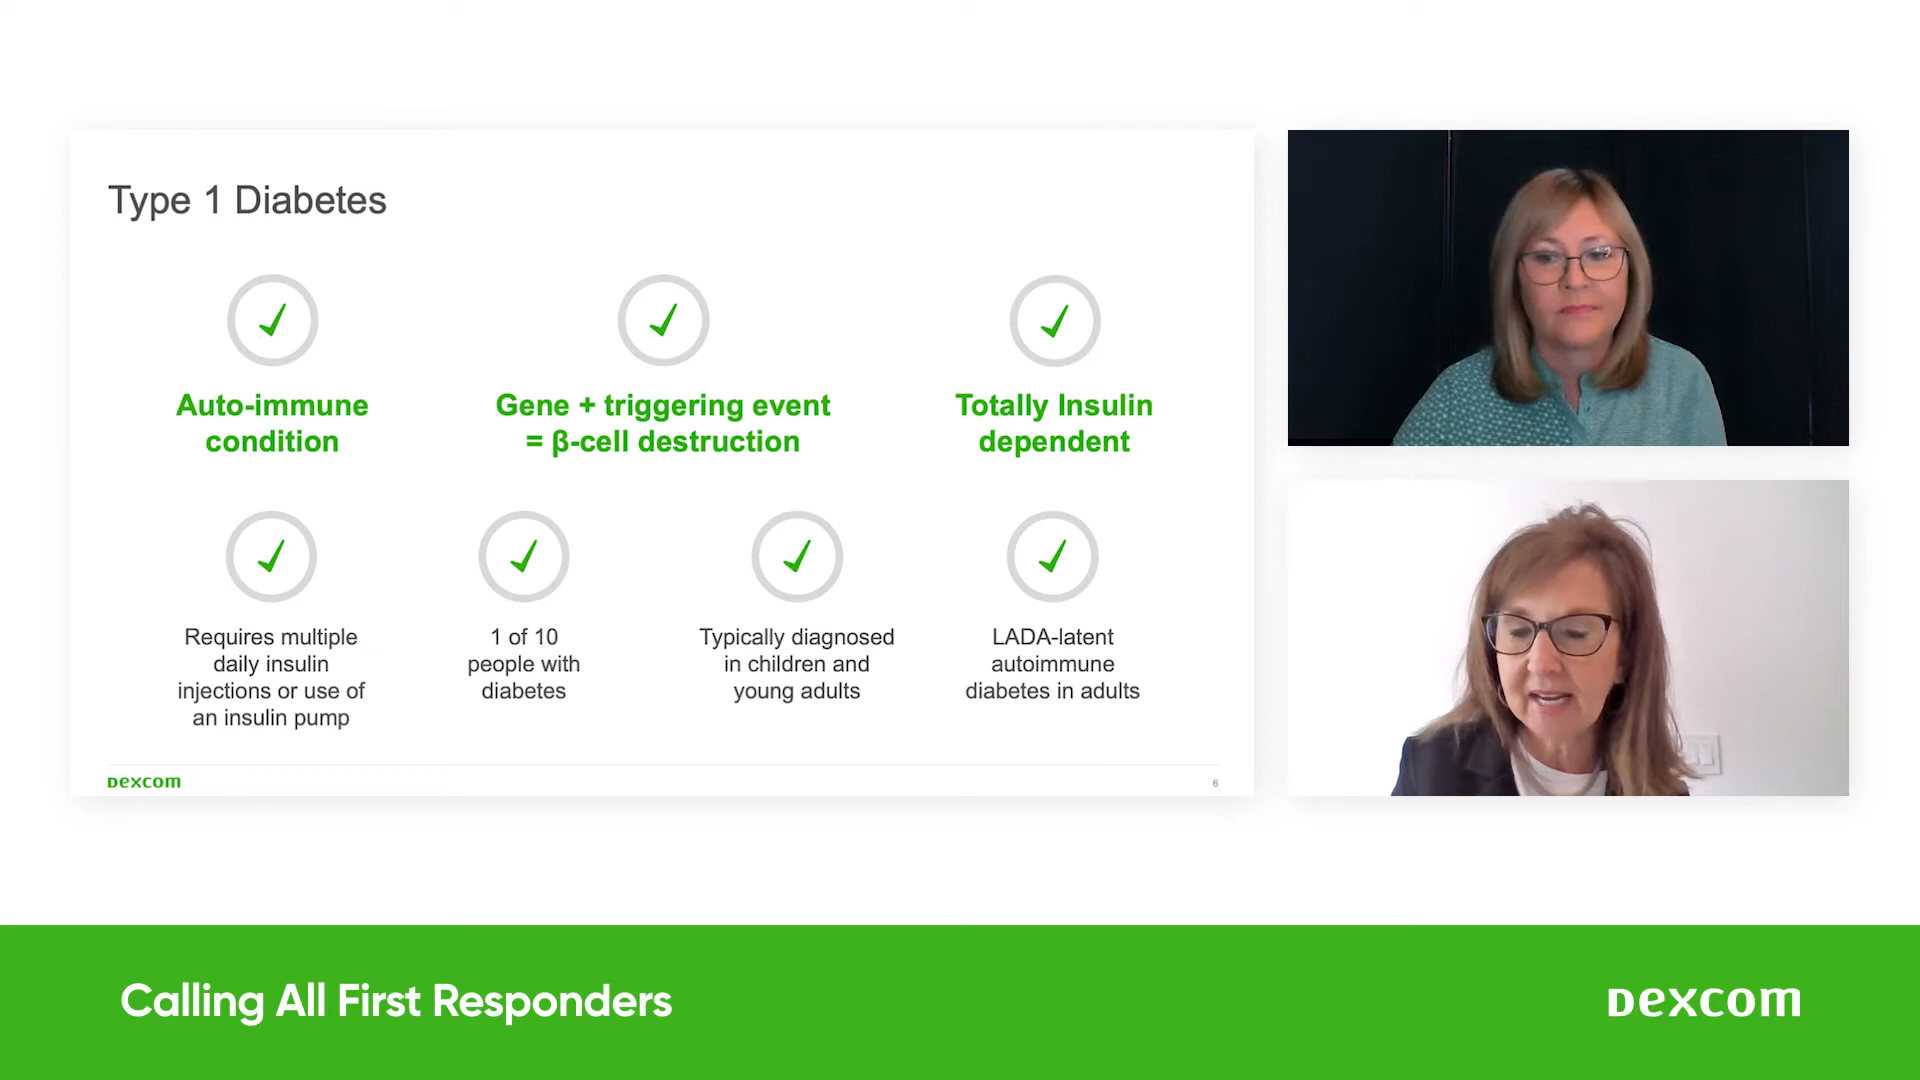 Type 1 Diabetes
Auto-immune
condition
Gene + triggering event
= β-cell destruction
Totally Insulin
dependent
Requires multiple
daily insulin
injections or use of
an insulin pump
1 of 10
people with
diabetes
Typically diagnosed
in children and
young adults
LADA-latent
autoimmune
diabetes in adults
Dexcom
6
Calling All First Responders
Dexcom